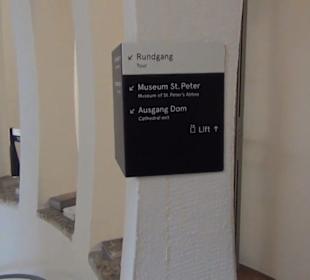 ↙ Rundgang
Tour
↙ Museum St. Peter
Museum of St. Peter's Abbey
↙ Ausgang Dom
Cathedral exit
Lift ↑